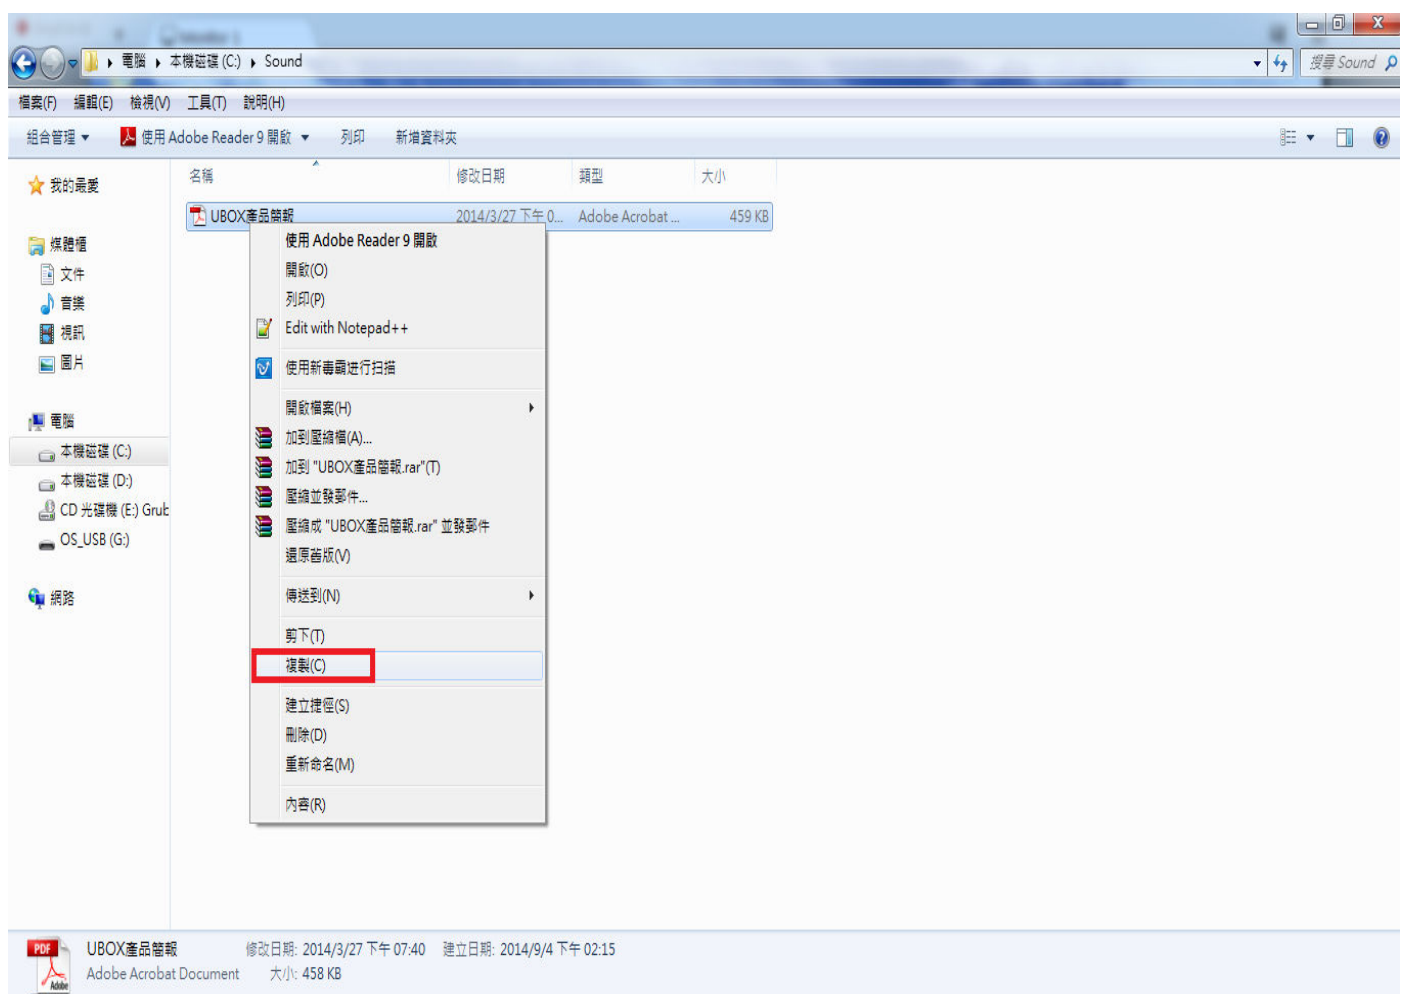 電腦 ▸ 本機磁碟 (C:) ▸ Sound
搜尋 Sound
檔案(F) 編輯(E) 檢視(V) 工具(T) 說明(H)
組合管理 使用 Adobe Reader 9 開啟 列印 新增資料夾
名稱 修改日期 類型 大小
我的最愛
媒體櫃
文件
音樂
視訊
圖片
電腦
本機磁碟 (C:)
本機磁碟 (D:)
CD 光碟機 (E:) Grub
OS_USB (G:)
網路
UBOX產品簡報 2014/3/27 下午 0... Adobe Acrobat ... 459 KB
使用 Adobe Reader 9 開啟
開啟(O)
列印(P)
Edit with Notepad++
使用新毒霸进行扫描
開啟檔案(H)
加到壓縮檔(A)...
加到 "UBOX產品簡報.rar"(T)
壓縮並發郵件...
壓縮成 "UBOX產品簡報.rar" 並發郵件
還原舊版(V)
傳送到(N)
剪下(T)
複製(C)
建立捷徑(S)
刪除(D)
重新命名(M)
內容(R)
PDF
Adobe
UBOX產品簡報 修改日期: 2014/3/27 下午 07:40 建立日期: 2014/9/4 下午 02:15
Adobe Acrobat Document 大小: 458 KB